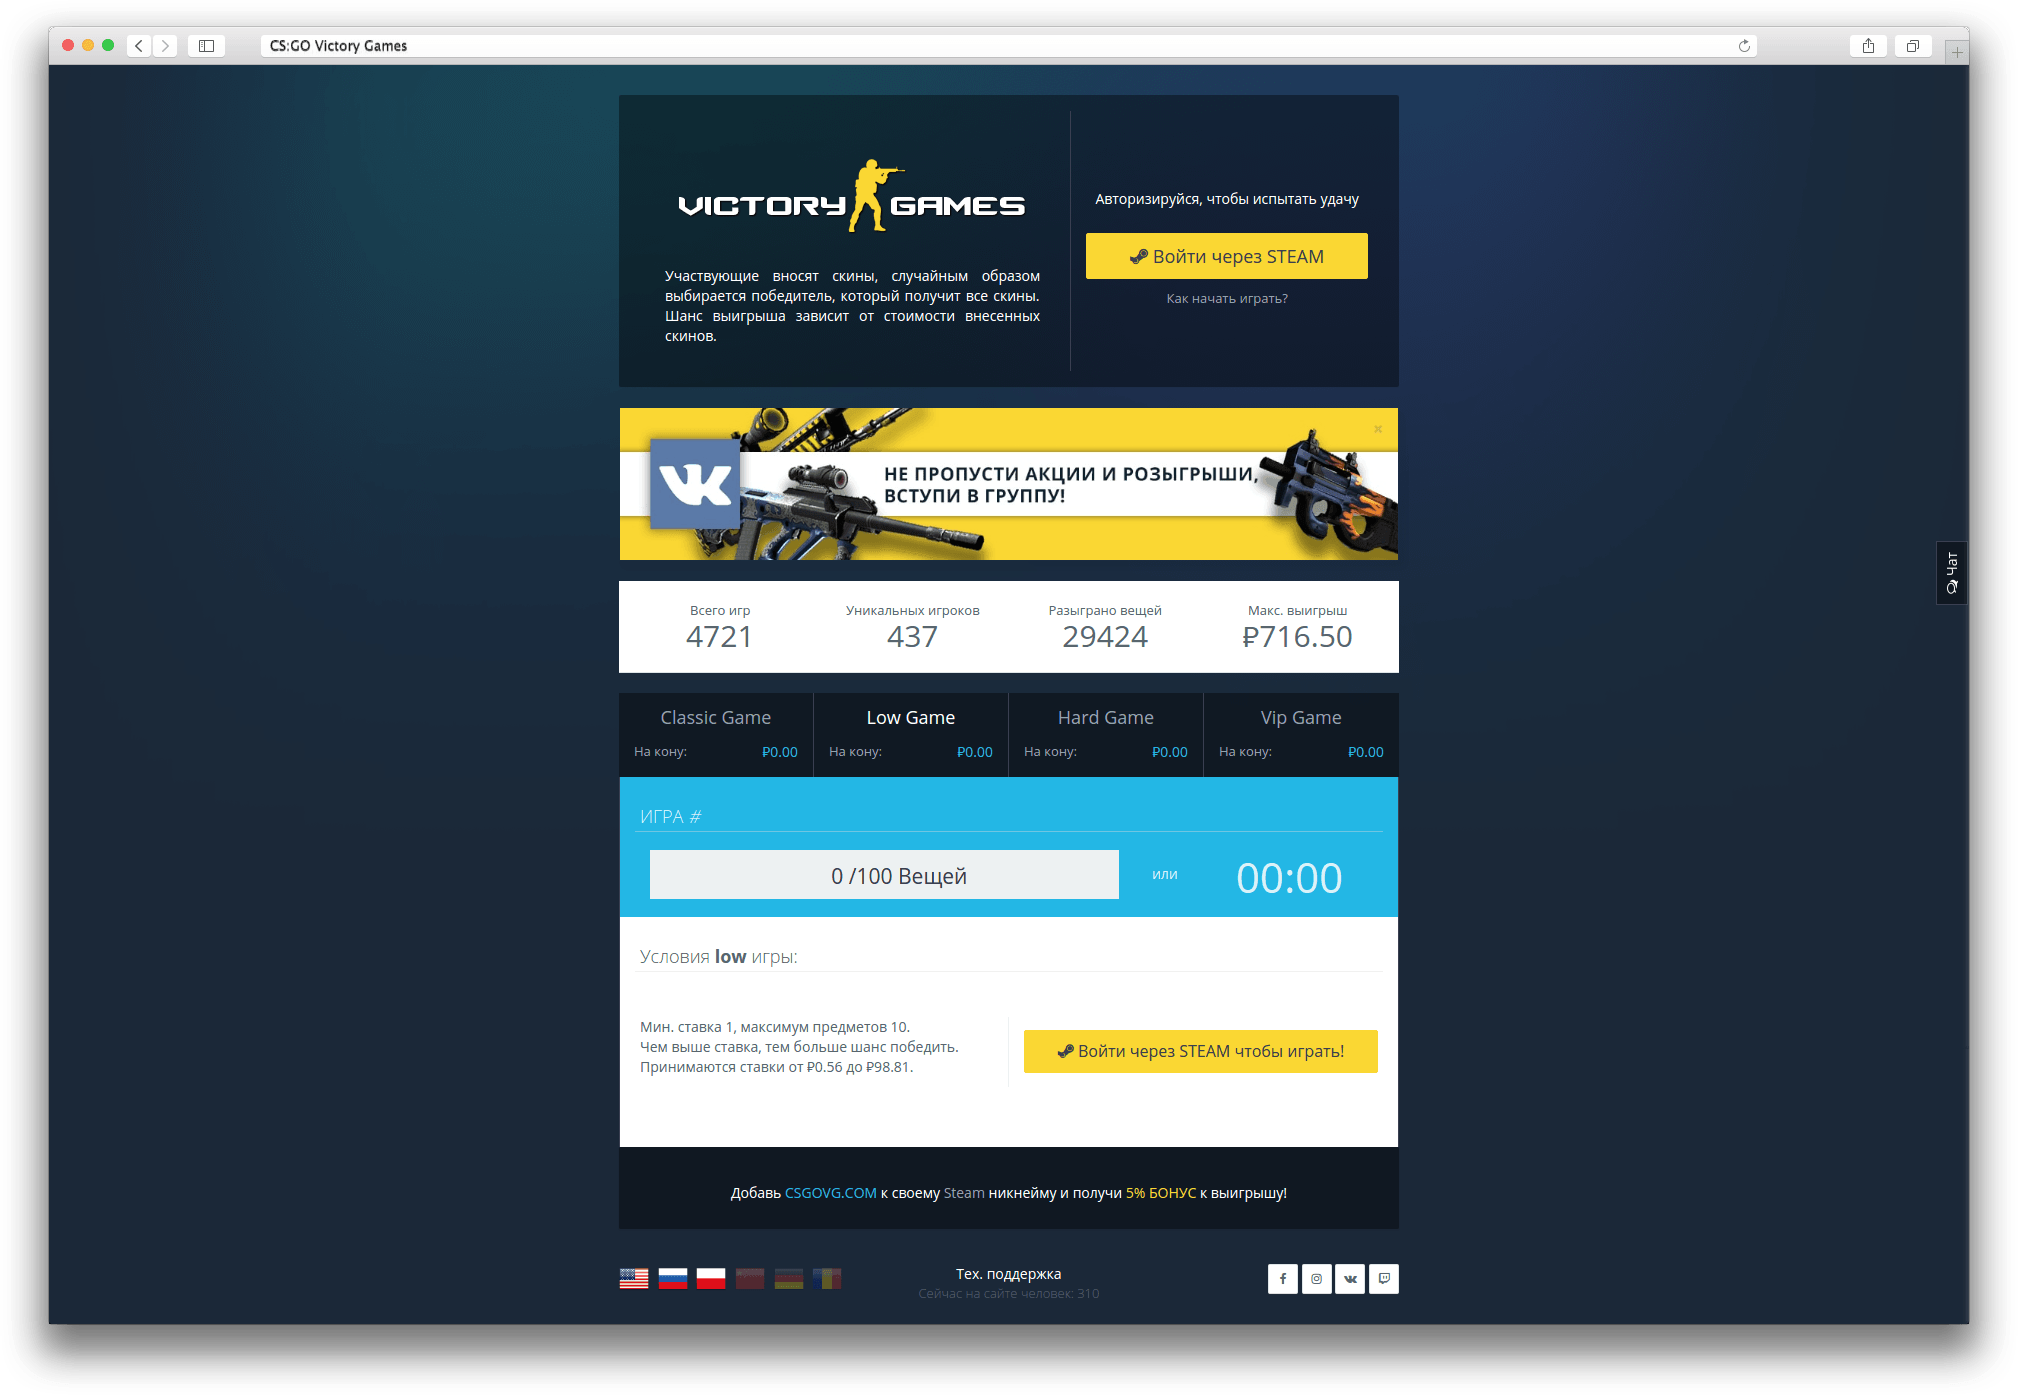 CS:GO Victory Games
VICTORY GAMES
Участвующие вносят скины, случайным образом
выбирается победитель, который получит все скины.
Шанс выигрыша зависит от стоимости внесенных
скинов.
Авторизируйся, чтобы испытать удачу
Войти через STEAM
Как начать играть?
НЕ ПРОПУСТИ АКЦИИ И РОЗЫГРЫШИ,
ВСТУПИ В ГРУППУ!
Чат
Всего игр Уникальных игроков Разыграно вещей Макс. выигрыш
4721 437 29424 ₽716.50
Classic Game Low Game Hard Game Vip Game
На кону: ₽0.00 На кону: ₽0.00 На кону: ₽0.00 На кону: ₽0.00
ИГРА #
0 /100 Вещей или 00:00
Условия low игры:
Мин. ставка 1, максимум предметов 10.
Чем выше ставка, тем больше шанс победить.
Принимаются ставки от ₽0.56 до ₽98.81.
Войти через STEAM чтобы играть!
Добавь CSGOVG.COM к своему Steam никнейму и получи 5% БОНУС к выигрышу!
Тех. поддержка
Сейчас на сайте человек: 310